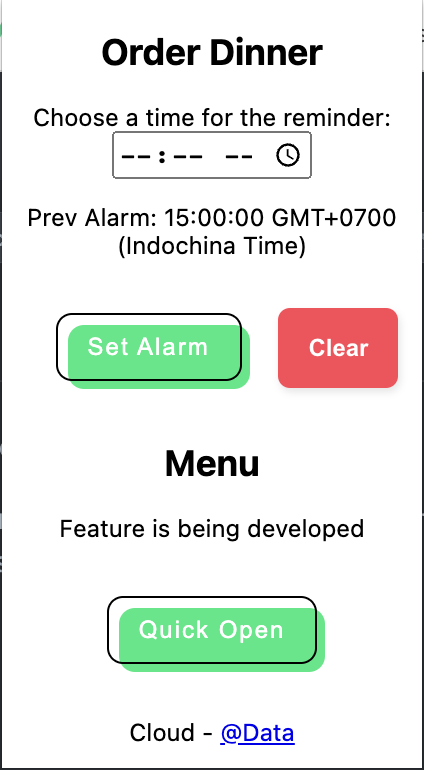 Order Dinner
Choose a time for the reminder:
--:-- --
Prev Alarm: 15:00:00 GMT+0700
(Indochina Time)
Set Alarm
Clear
Menu
Feature is being developed
Quick Open
Cloud - @Data